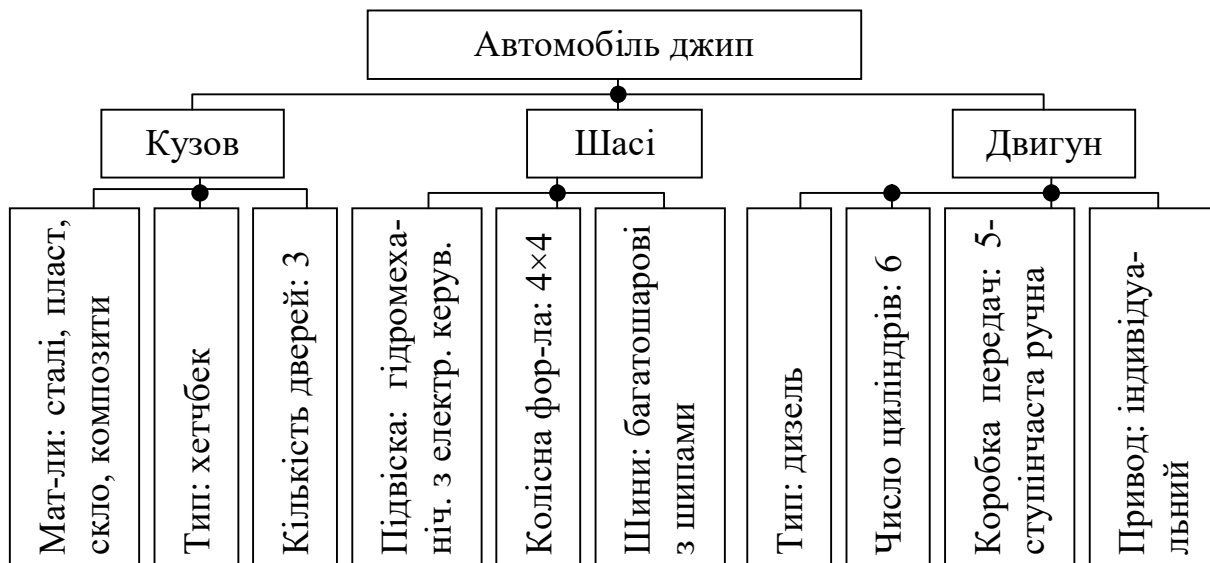 Автомобіль джип
Кузов
Шасі
Двигун
Мат-ли: сталі, пласт,
скло, композити
Тип: хетчбек
Кількість дверей: 3
Підвіска: гідромеха-
ніч. з електр. керув.
Колісна фор-ла: 4×4
Шини: багатошарові
з шипами
Тип: дизель
Число циліндрів: 6
Коробка передач: 5-
ступінчаста ручна
Привод: індивідуа-
льний